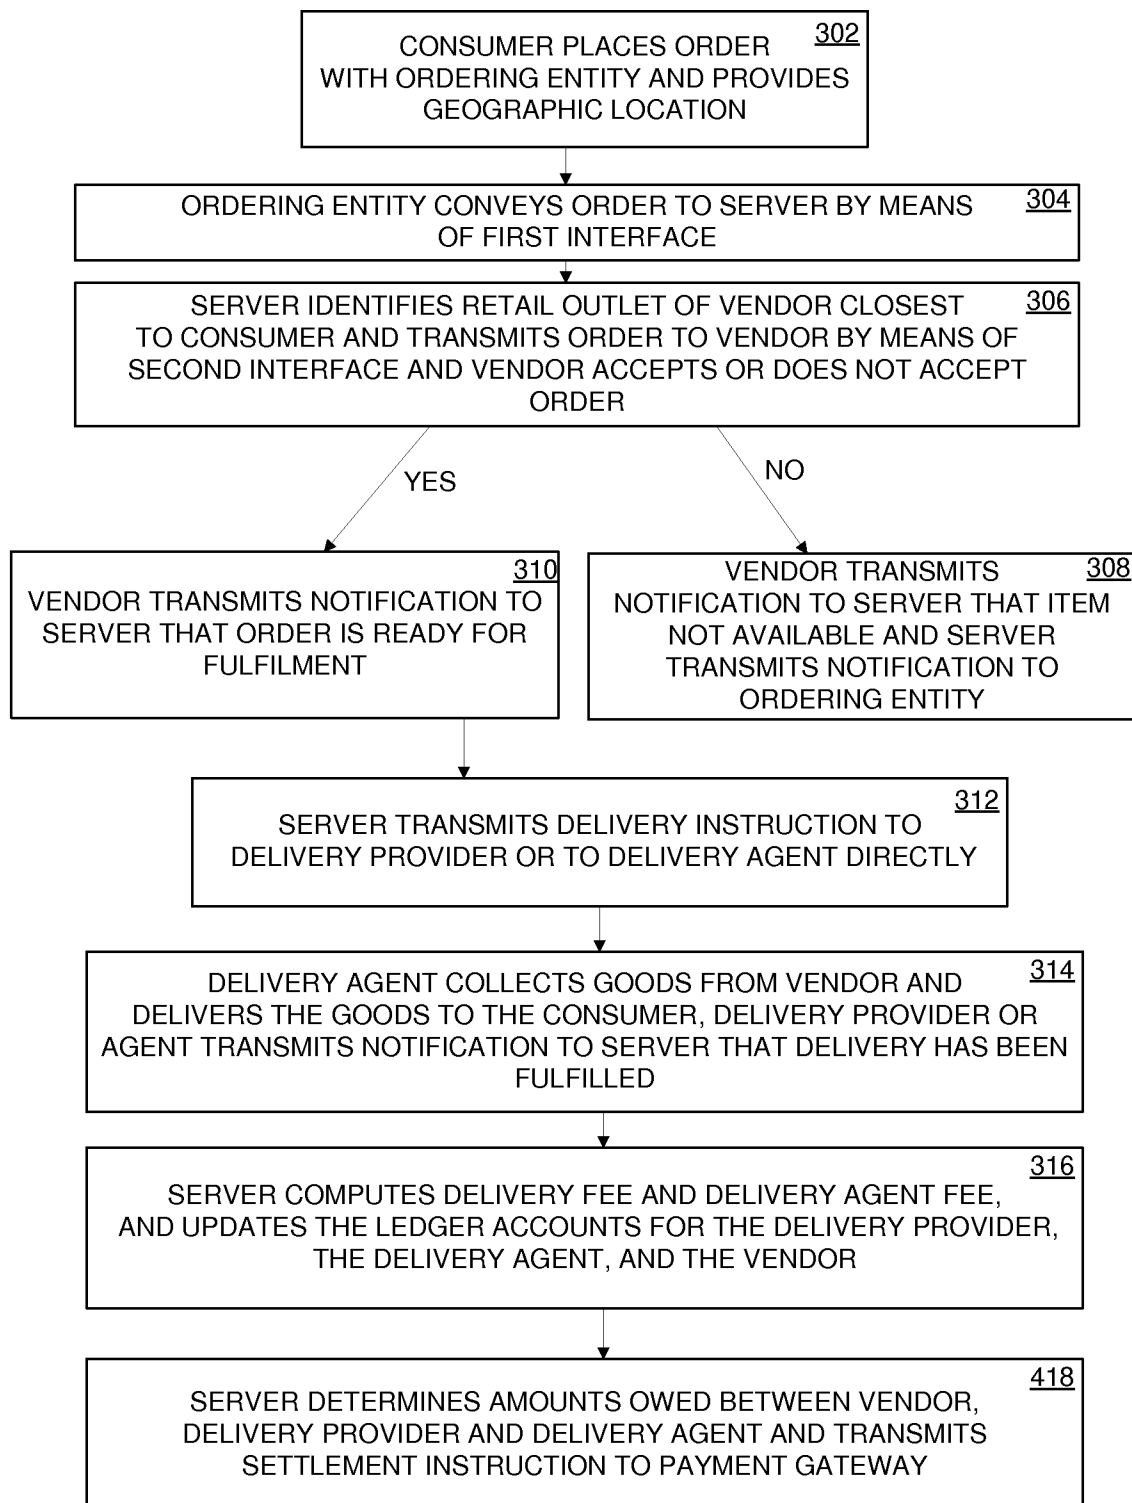 302
CONSUMER PLACES ORDER
WITH ORDERING ENTITY AND PROVIDES
GEOGRAPHIC LOCATION
304
ORDERING ENTITY CONVEYS ORDER TO SERVER BY MEANS
OF FIRST INTERFACE
306
SERVER IDENTIFIES RETAIL OUTLET OF VENDOR CLOSEST
TO CONSUMER AND TRANSMITS ORDER TO VENDOR BY MEANS OF
SECOND INTERFACE AND VENDOR ACCEPTS OR DOES NOT ACCEPT
ORDER
YES
NO
310
VENDOR TRANSMITS NOTIFICATION TO
SERVER THAT ORDER IS READY FOR
FULFILMENT
308
VENDOR TRANSMITS
NOTIFICATION TO SERVER THAT ITEM
NOT AVAILABLE AND SERVER
TRANSMITS NOTIFICATION TO
ORDERING ENTITY
312
SERVER TRANSMITS DELIVERY INSTRUCTION TO
DELIVERY PROVIDER OR TO DELIVERY AGENT DIRECTLY
314
DELIVERY AGENT COLLECTS GOODS FROM VENDOR AND
DELIVERS THE GOODS TO THE CONSUMER, DELIVERY PROVIDER OR
AGENT TRANSMITS NOTIFICATION TO SERVER THAT DELIVERY HAS BEEN
FULFILLED
316
SERVER COMPUTES DELIVERY FEE AND DELIVERY AGENT FEE,
AND UPDATES THE LEDGER ACCOUNTS FOR THE DELIVERY PROVIDER,
THE DELIVERY AGENT, AND THE VENDOR
418
SERVER DETERMINES AMOUNTS OWED BETWEEN VENDOR,
DELIVERY PROVIDER AND DELIVERY AGENT AND TRANSMITS
SETTLEMENT INSTRUCTION TO PAYMENT GATEWAY